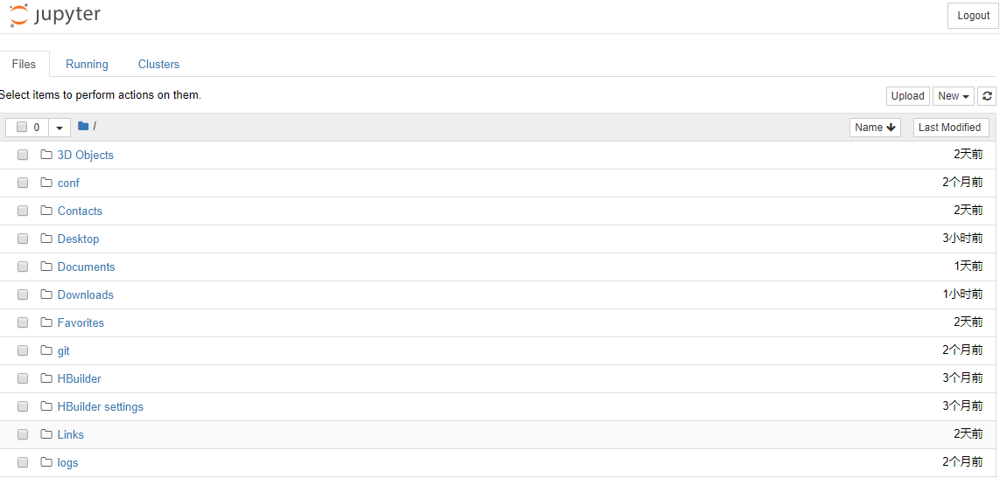 jupyter
Logout
Files Running Clusters
Select items to perform actions on them.
Upload New
0 / Name Last Modified
3D Objects 2天前
conf 2个月前
Contacts 2天前
Desktop 3小时前
Documents 1天前
Downloads 1小时前
Favorites 2天前
git 2个月前
HBuilder 3个月前
HBuilder settings 3个月前
Links 2天前
logs 2个月前